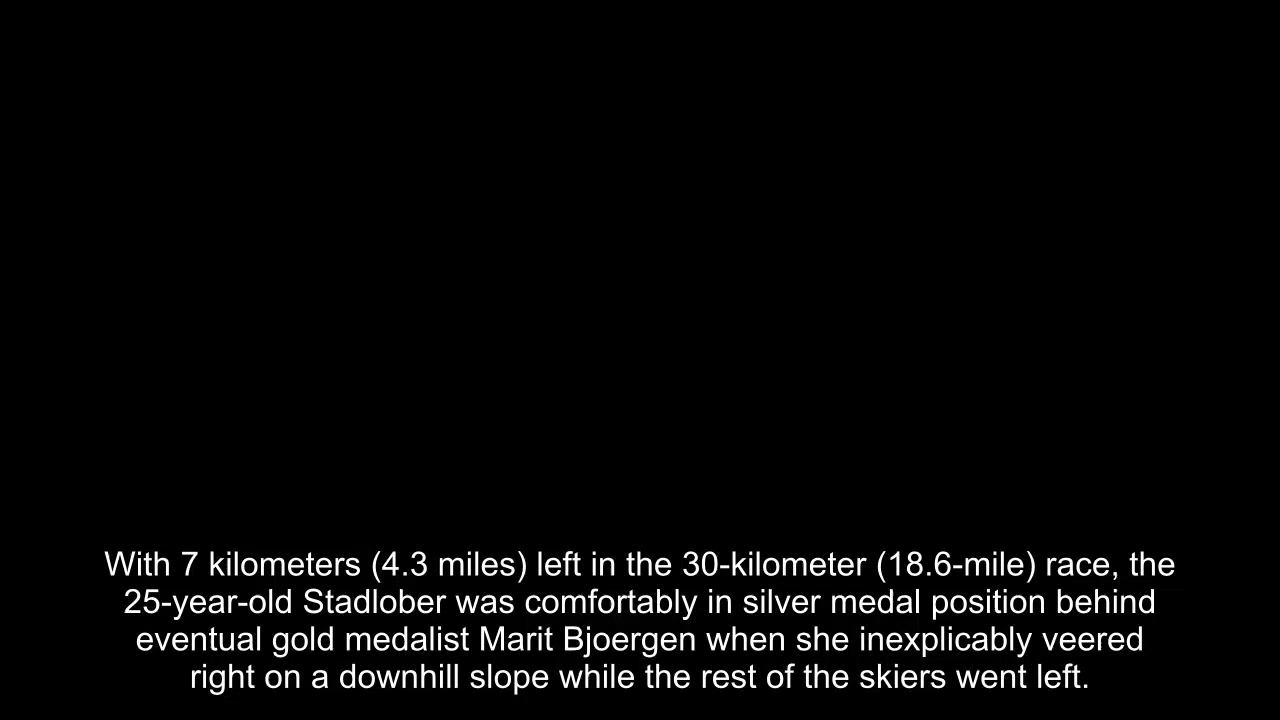 With 7 kilometers (4.3 miles) left in the 30-kilometer (18.6-mile) race, the
25-year-old Stadlober was comfortably in silver medal position behind
eventual gold medalist Marit Bjoergen when she inexplicably veered
right on a downhill slope while the rest of the skiers went left.